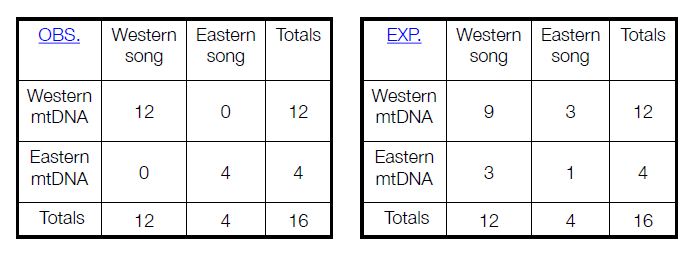 OBS. Western song Eastern song Totals
Western mtDNA 12 0 12
Eastern mtDNA 0 4 4
Totals 12 4 16
EXP. Western song Eastern song Totals
Western mtDNA 9 3 12
Eastern mtDNA 3 1 4
Totals 12 4 16